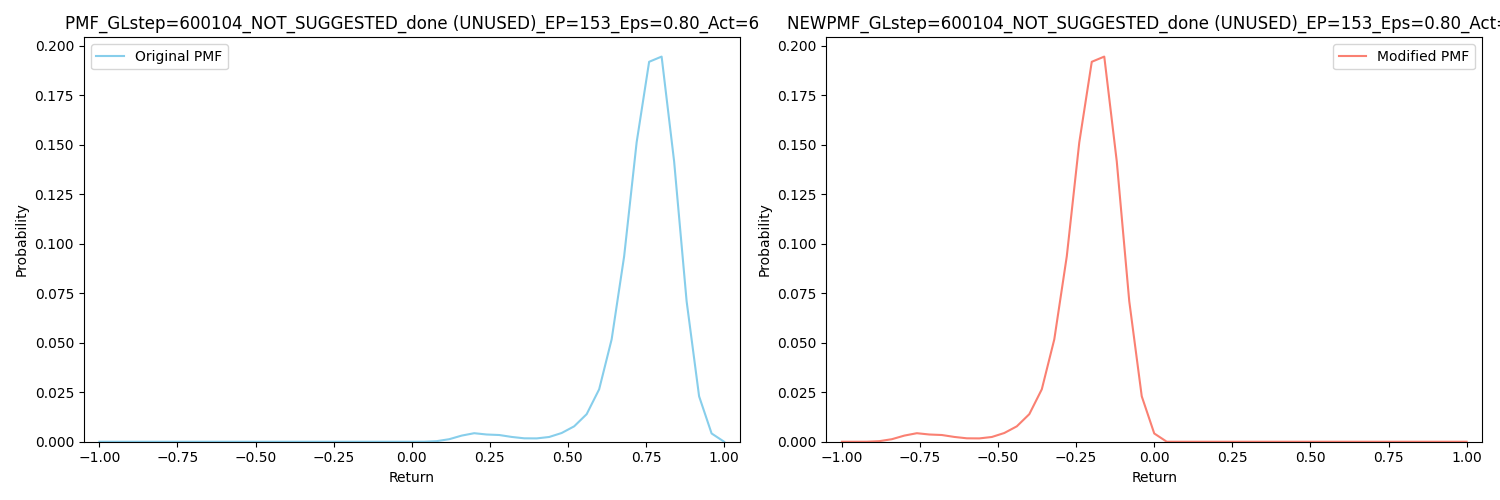 PMF_GLstep=600104_NOT_SUGGESTED_done (UNUSED)_EP=153_Eps=0.80_Act=6
Original PMF
Probability
0.200
0.175
0.150
0.125
0.100
0.075
0.050
0.025
0.000
−1.00 −0.75 −0.50 −0.25 0.00 0.25 0.50 0.75 1.00
Return
NEWPMF_GLstep=600104_NOT_SUGGESTED_done (UNUSED)_EP=153_Eps=0.80_Act=
Modified PMF
Probability
0.200
0.175
0.150
0.125
0.100
0.075
0.050
0.025
0.000
−1.00 −0.75 −0.50 −0.25 0.00 0.25 0.50 0.75 1.00
Return